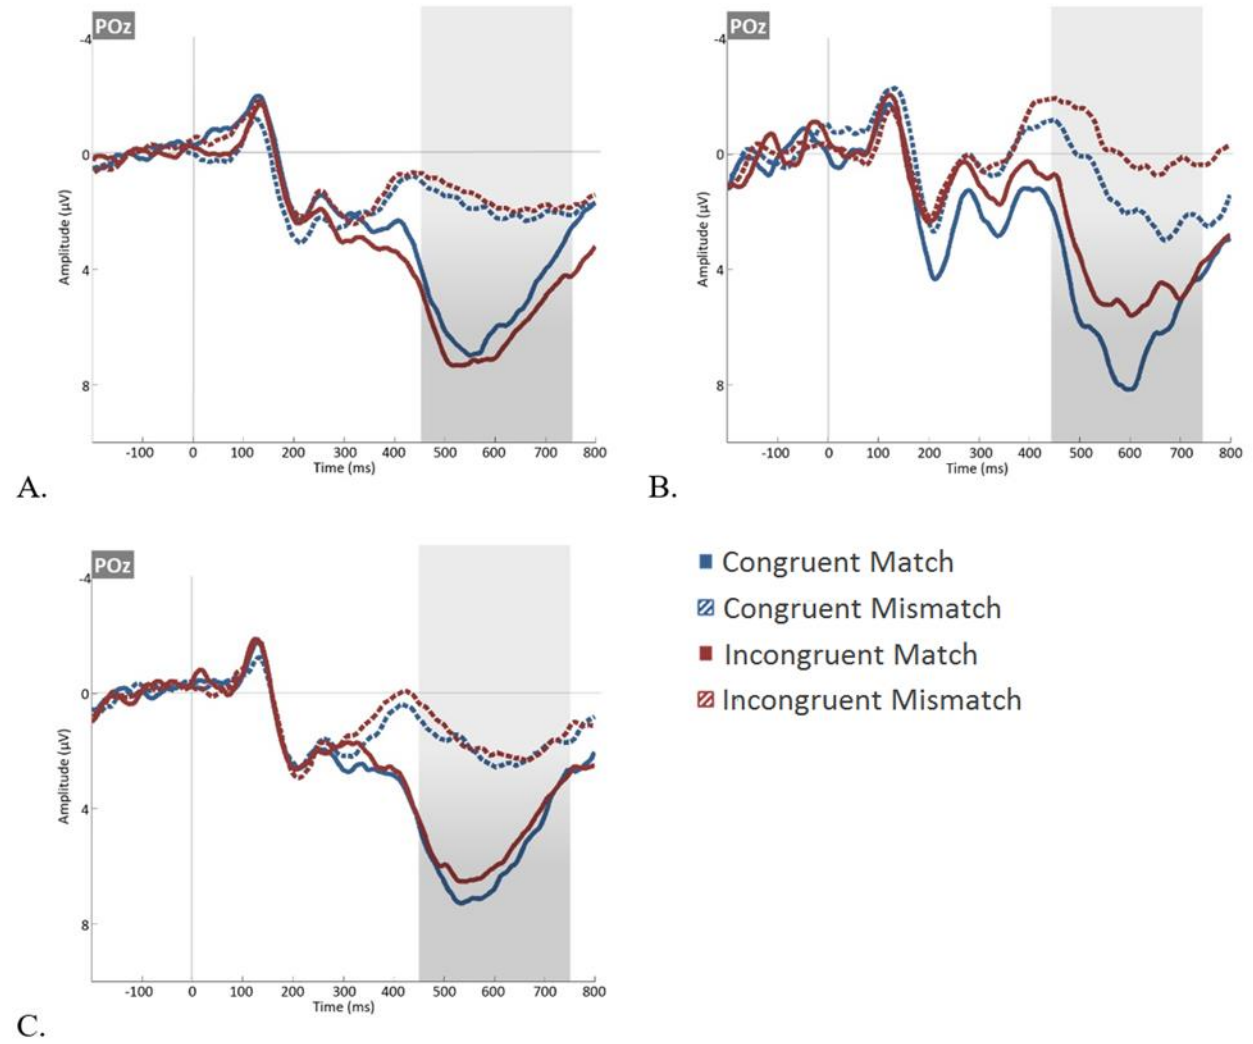 POz
-4
0
4
8
Amplitude (µV)
-100 0 100 200 300 400 500 600 700 800
Time (ms)
A.
POz
-4
0
4
8
Amplitude (µV)
-100 0 100 200 300 400 500 600 700 800
Time (ms)
B.
POz
-4
0
4
8
Amplitude (µV)
-100 0 100 200 300 400 500 600 700 800
Time (ms)
C.
Congruent Match
Congruent Mismatch
Incongruent Match
Incongruent Mismatch